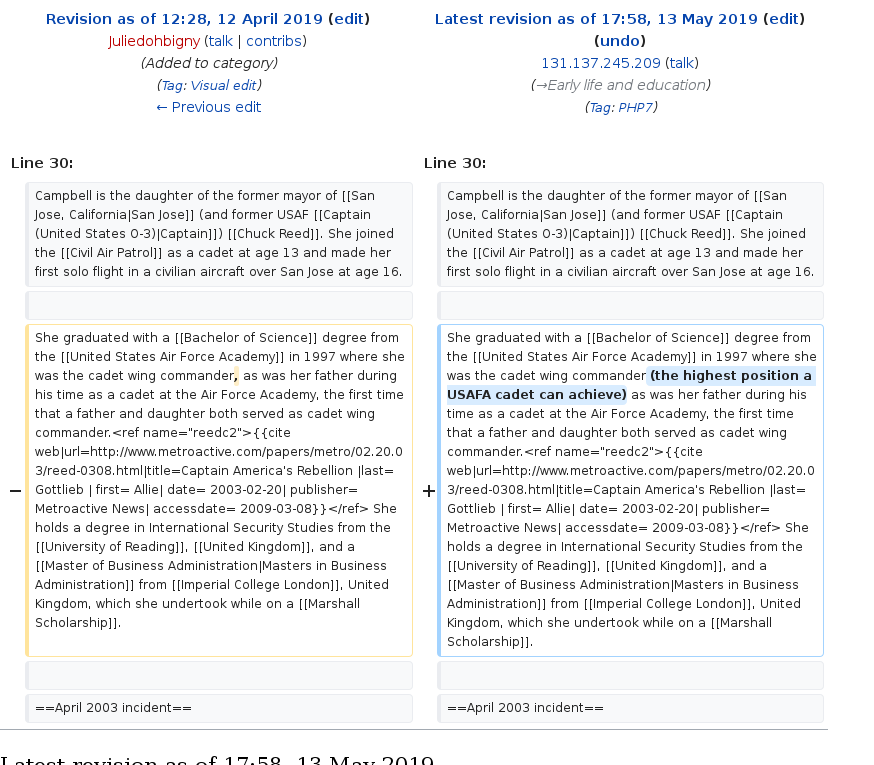 Revision as of 12:28, 12 April 2019 (edit)
Juliedohbigny (talk | contribs)
(Added to category)
(Tag: Visual edit)
← Previous edit
Latest revision as of 17:58, 13 May 2019 (edit)
(undo)
131.137.245.209 (talk)
(→Early life and education)
(Tag: PHP7)
Line 30:
Line 30:
Campbell is the daughter of the former mayor of [[San
Jose, California|San Jose]] (and former USAF [[Captain
(United States O-3)|Captain]]) [[Chuck Reed]]. She joined
the [[Civil Air Patrol]] as a cadet at age 13 and made her
first solo flight in a civilian aircraft over San Jose at age 16.
Campbell is the daughter of the former mayor of [[San
Jose, California|San Jose]] (and former USAF [[Captain
(United States O-3)|Captain]]) [[Chuck Reed]]. She joined
the [[Civil Air Patrol]] as a cadet at age 13 and made her
first solo flight in a civilian aircraft over San Jose at age 16.
−
She graduated with a [[Bachelor of Science]] degree from
the [[United States Air Force Academy]] in 1997 where she
was the cadet wing commander, as was her father during
his time as a cadet at the Air Force Academy, the first time
that a father and daughter both served as cadet wing
commander.<ref name="reedc2">{{cite
web|url=http://www.metroactive.com/papers/metro/02.20.0
3/reed-0308.html|title=Captain America's Rebellion |last=
Gottlieb | first= Allie| date= 2003-02-20| publisher=
Metroactive News| accessdate= 2009-03-08}}</ref> She
holds a degree in International Security Studies from the
[[University of Reading]], [[United Kingdom]], and a
[[Master of Business Administration|Masters in Business
Administration]] from [[Imperial College London]], United
Kingdom, which she undertook while on a [[Marshall
Scholarship]].
+
She graduated with a [[Bachelor of Science]] degree from
the [[United States Air Force Academy]] in 1997 where she
was the cadet wing commander (the highest position a
USAFA cadet can achieve) as was her father during his
time as a cadet at the Air Force Academy, the first time
that a father and daughter both served as cadet wing
commander.<ref name="reedc2">{{cite
web|url=http://www.metroactive.com/papers/metro/02.20.0
3/reed-0308.html|title=Captain America's Rebellion |last=
Gottlieb | first= Allie| date= 2003-02-20| publisher=
Metroactive News| accessdate= 2009-03-08}}</ref> She
holds a degree in International Security Studies from the
[[University of Reading]], [[United Kingdom]], and a
[[Master of Business Administration|Masters in Business
Administration]] from [[Imperial College London]], United
Kingdom, which she undertook while on a [[Marshall
Scholarship]].
==April 2003 incident==
==April 2003 incident==
Latest revision as of 17:58, 13 May 2019